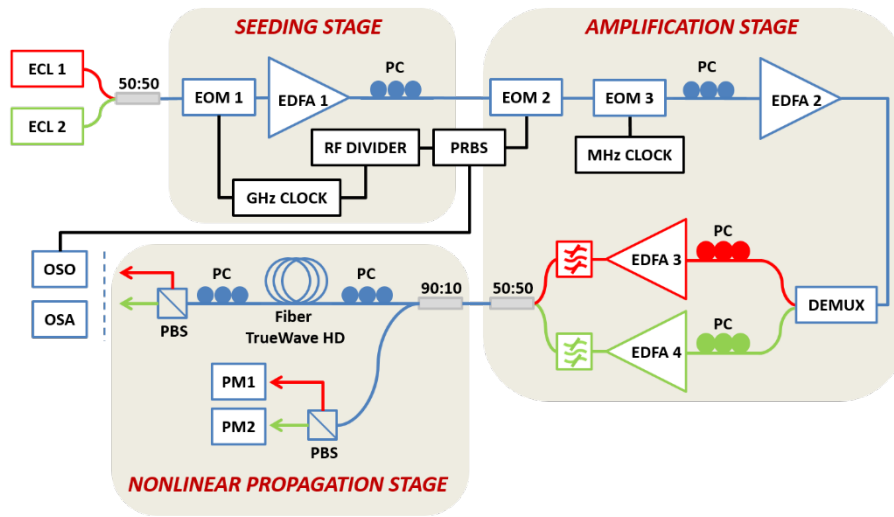 SEEDING STAGE
AMPLIFICATION STAGE
ECL 1
50:50
ECL 2
EOM 1
EDFA 1
PC
EOM 2
EOM 3
PC
EDFA 2
RF DIVIDER
PRBS
MHz CLOCK
GHz CLOCK
OSO
OSA
PBS
PC
Fiber
TrueWave HD
PC
90:10
50:50
EDFA 3
PC
DEMUX
EDFA 4
PC
PM1
PM2
PBS
NONLINEAR PROPAGATION STAGE